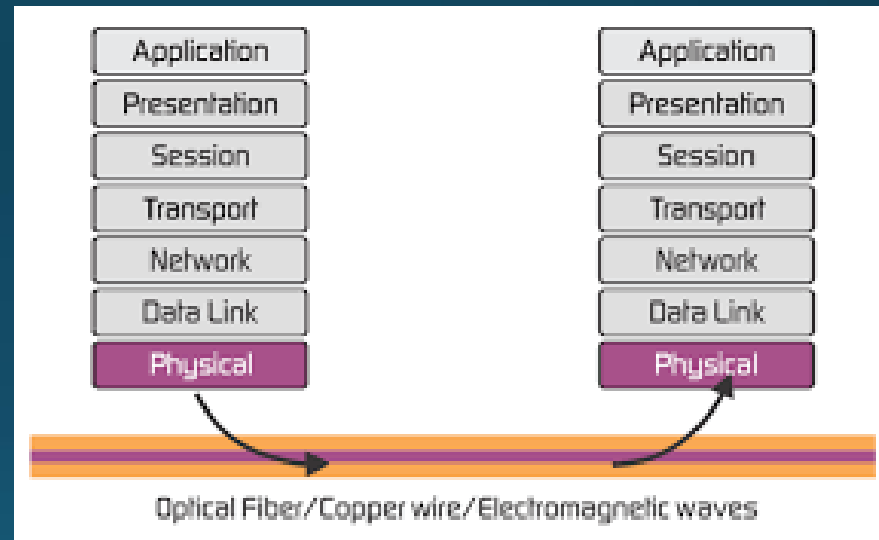 Application
Presentation
Session
Transport
Network
Data Link
Physical
Application
Presentation
Session
Transport
Network
Data Link
Physical
Optical Fiber/Copper wire/Electromagnetic waves